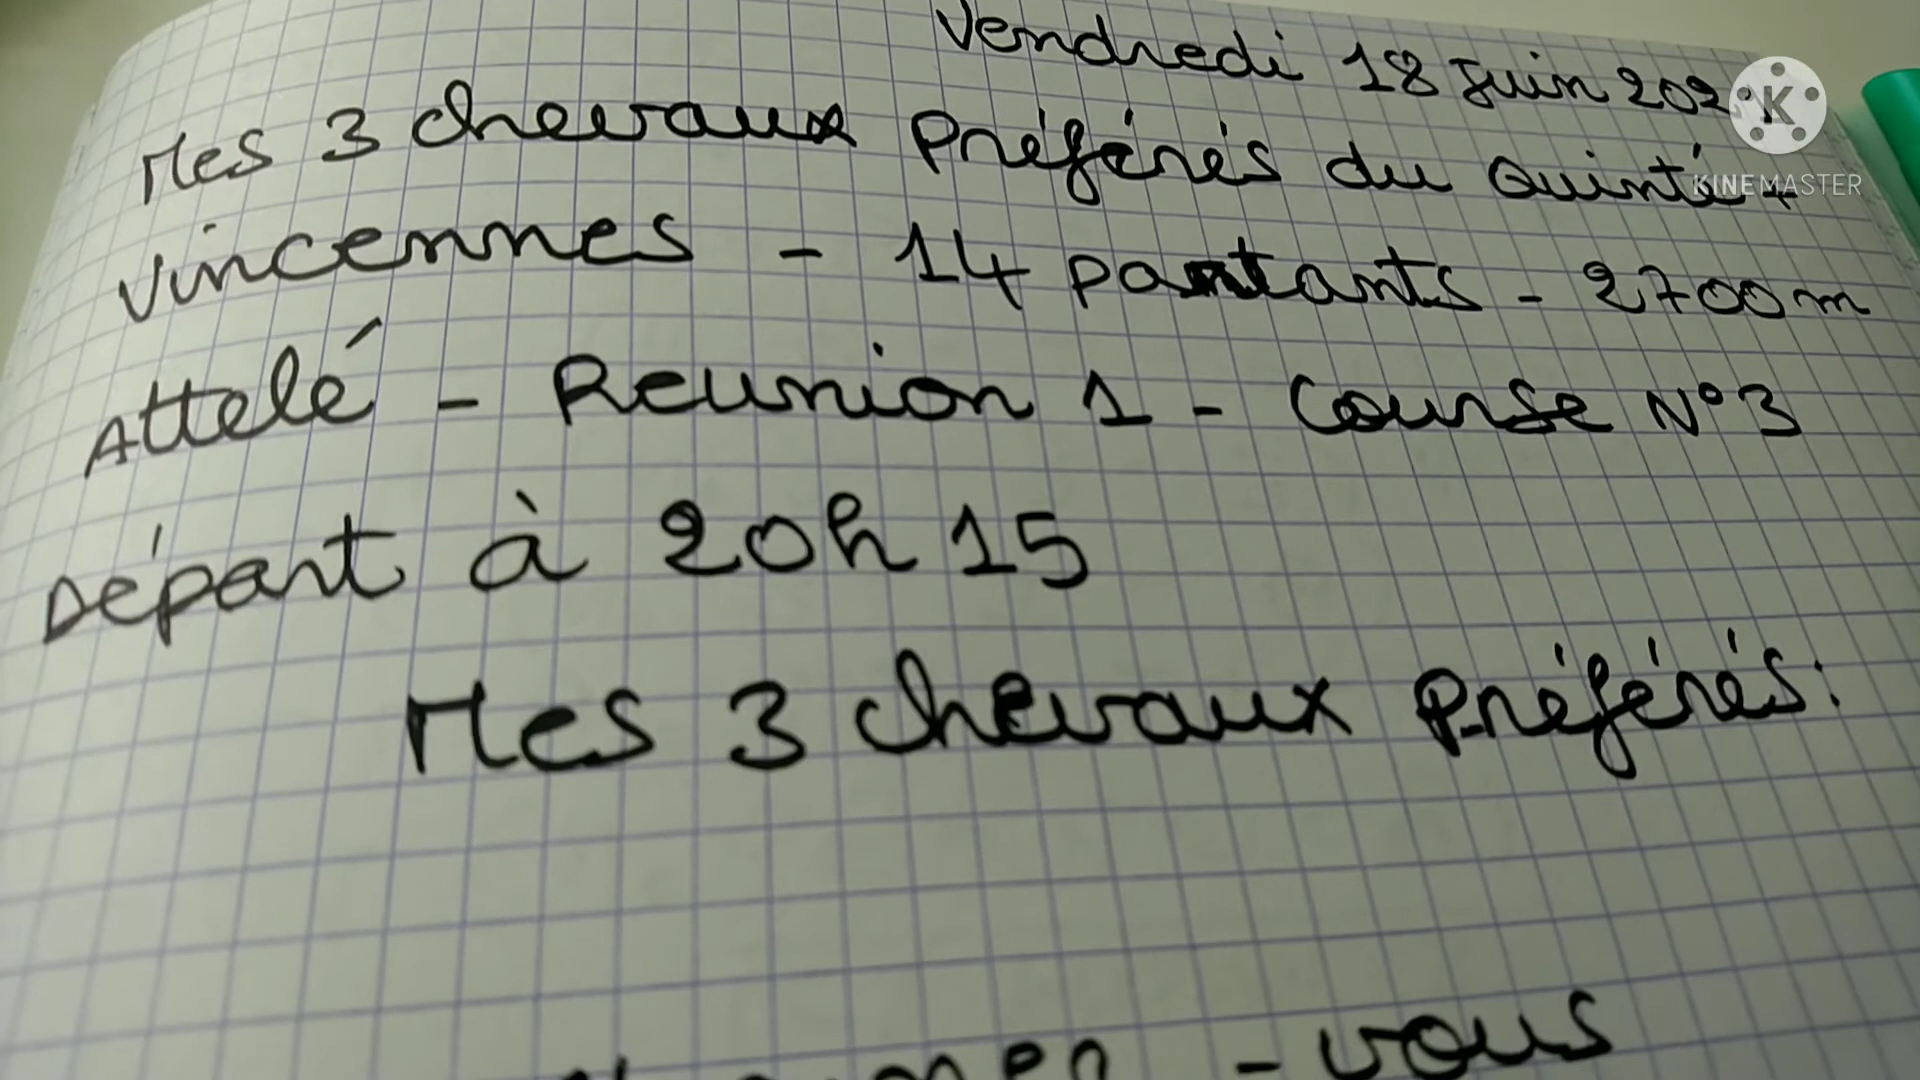 Vendredi 18 Juin 202
Mes 3 chevaux préférés du Quinté+
Vincennes - 14 partants - 2700m
Attelé - Reunion 1 - Course N°3
Départ à 20h15
Mes 3 chevaux préférés:
-vous
K
KINEMASTER